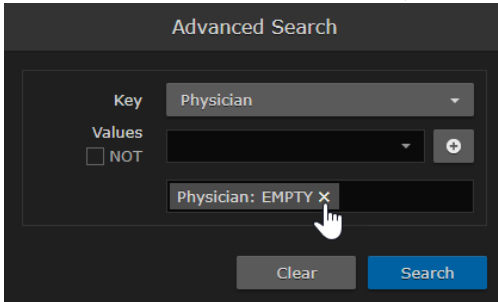 Advanced Search
Key
Physician
Values
NOT
Physician: EMPTY ×
Clear
Search